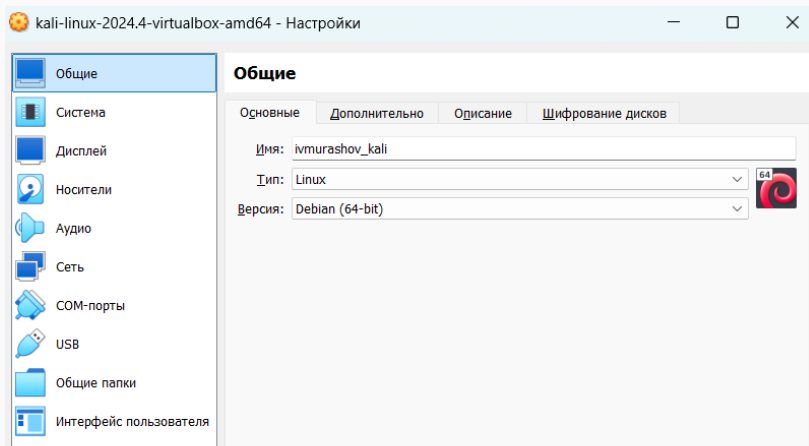 kali-linux-2024.4-virtualbox-amd64 - Настройки
Общие
Система
Дисплей
Носители
Аудио
Сеть
COM-порты
USB
Общие папки
Интерфейс пользователя
Общие
Основные Дополнительно Описание Шифрование дисков
Имя: ivmurashov_kali
Тип: Linux
64
Версия: Debian (64-bit)